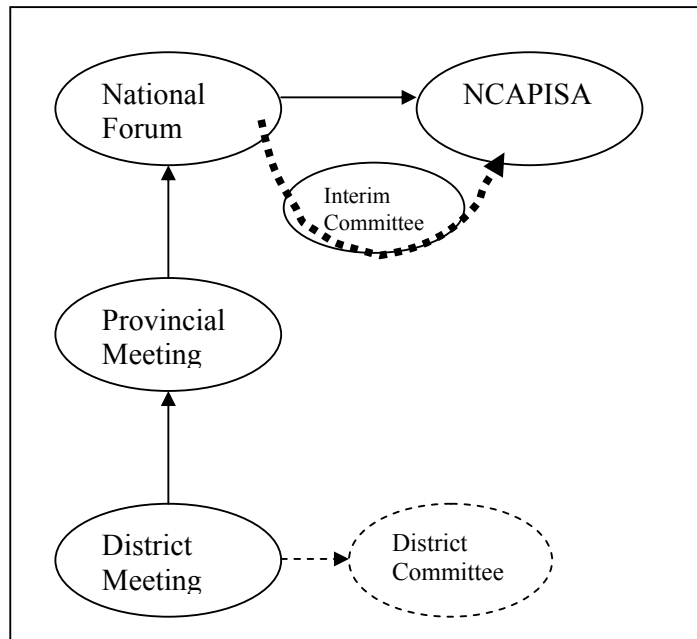 National
Forum
NCAPISA
Interim
Committee
Provincial
Meeting
District
Meeting
District
Committee